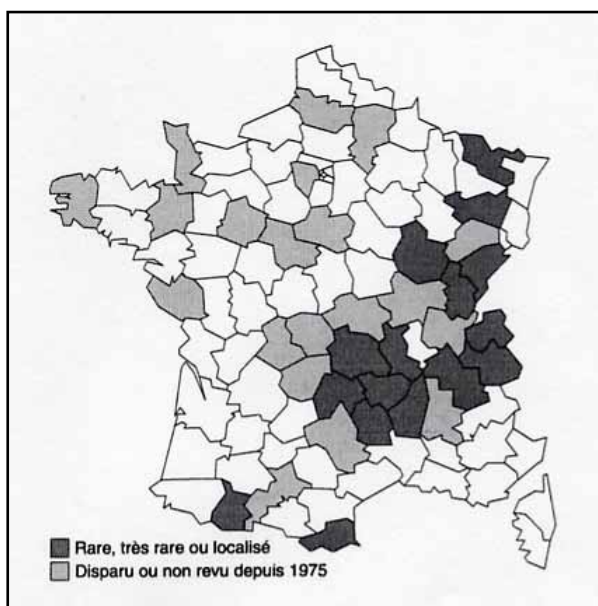 Rare, très rare ou localisé
Disparu ou non revu depuis 1975